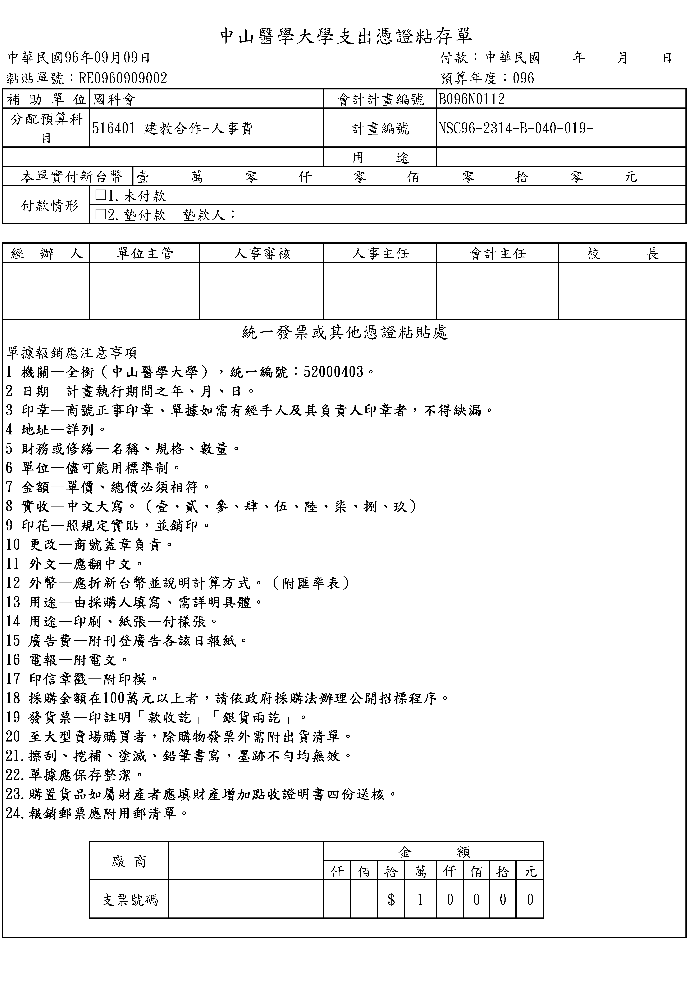 中山醫學大學支出憑證粘存單
中華民國96年09月09日 付款：中華民國 年 月 日
黏貼單號：RE0960909002 預算年度：096
補助單位 國科會 會計計畫編號 B096N0112
分配預算科目 516401 建教合作-人事費 計畫編號 NSC96-2314-B-040-019-
用 途
本單實付新台幣 壹 萬 零 仟 零 佰 零 拾 零 元
付款情形
□1.未付款
□2.墊付款 墊款人：
經 辦 人 單位主管 人事審核 人事主任 會計主任 校 長
統一發票或其他憑證粘貼處
單據報銷應注意事項
1 機關—全銜（中山醫學大學），統一編號：52000403。
2 日期—計畫執行期間之年、月、日。
3 印章—商號正事印章、單據如需有經手人及其負責人印章者，不得缺漏。
4 地址—詳列。
5 財務或修繕—名稱、規格、數量。
6 單位—儘可能用標準制。
7 金額—單價、總價必須相符。
8 實收—中文大寫。（壹、貳、參、肆、伍、陸、柒、捌、玖）
9 印花—照規定實貼，並銷印。
10 更改—商號蓋章負責。
11 外文—應翻中文。
12 外幣—應折新台幣並說明計算方式。（附匯率表）
13 用途—由採購人填寫、需詳明具體。
14 用途—印刷、紙張—付樣張。
15 廣告費—附刊登廣告各該日報紙。
16 電報—附電文。
17 印信章戳—附印模。
18 採購金額在100萬元以上者，請依政府採購法辦理公開招標程序。
19 發貨票—印註明「款收訖」「銀貨兩訖」。
20 至大型賣場購買者，除購物發票外需附出貨清單。
21.擦刮、挖補、塗滅、鉛筆書寫，墨跡不勻均無效。
22.單據應保存整潔。
23.購置貨品如屬財產者應填財產增加點收證明書四份送核。
24.報銷郵票應附用郵清單。
廠 商 金 額
仟 佰 拾 萬 仟 佰 拾 元
支票號碼 $ 1 0 0 0 0